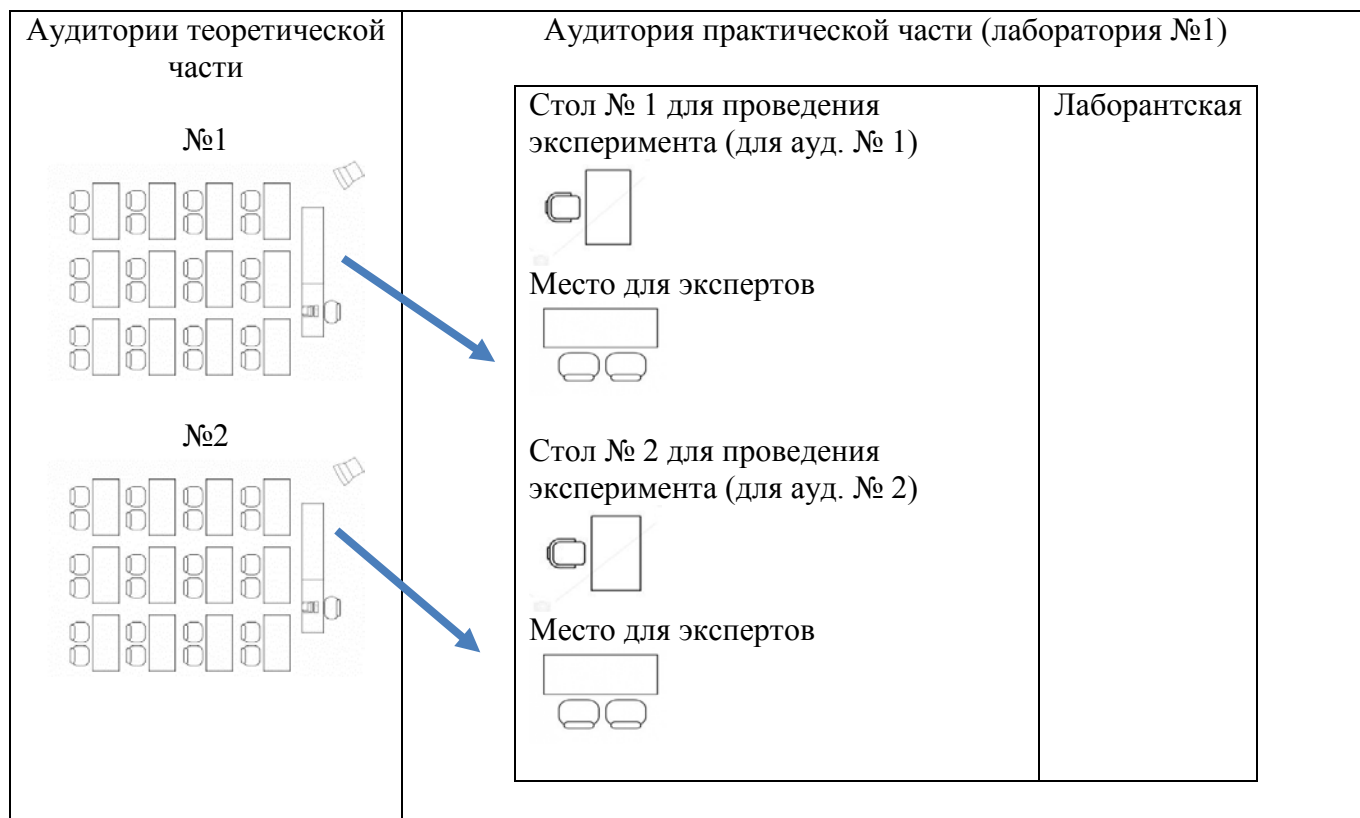 Аудитории теоретической
части
№1
№2
Аудитория практической части (лаборатория №1)
Стол № 1 для проведения
эксперимента (для ауд. № 1)
Место для экспертов
Стол № 2 для проведения
эксперимента (для ауд. № 2)
Место для экспертов
Лаборантская